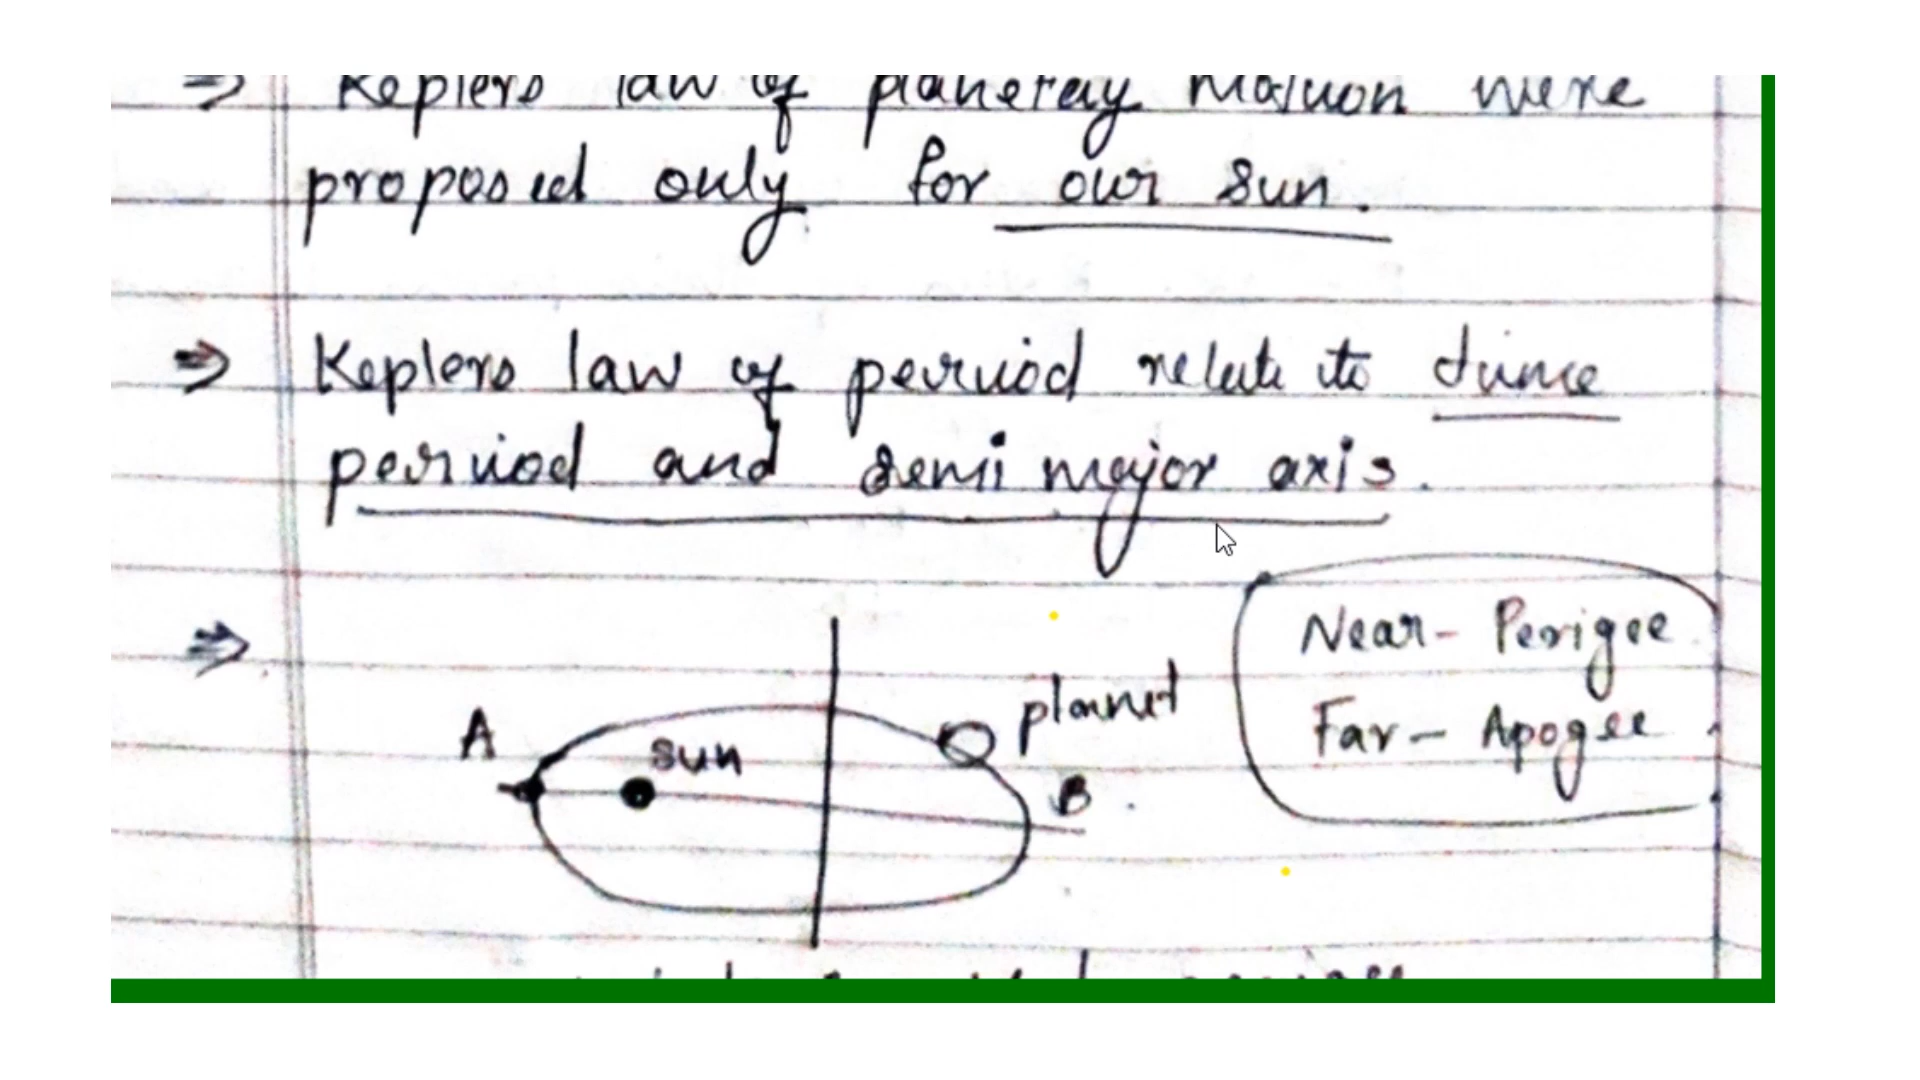 ⇒ Keplers law of planetary motion were
proposed only for our sun.
⇒ Keplers law of period relate to time
period and semi major axis.
⇒
Near - Perigee
Far - Apogee
planet
A
sun
B